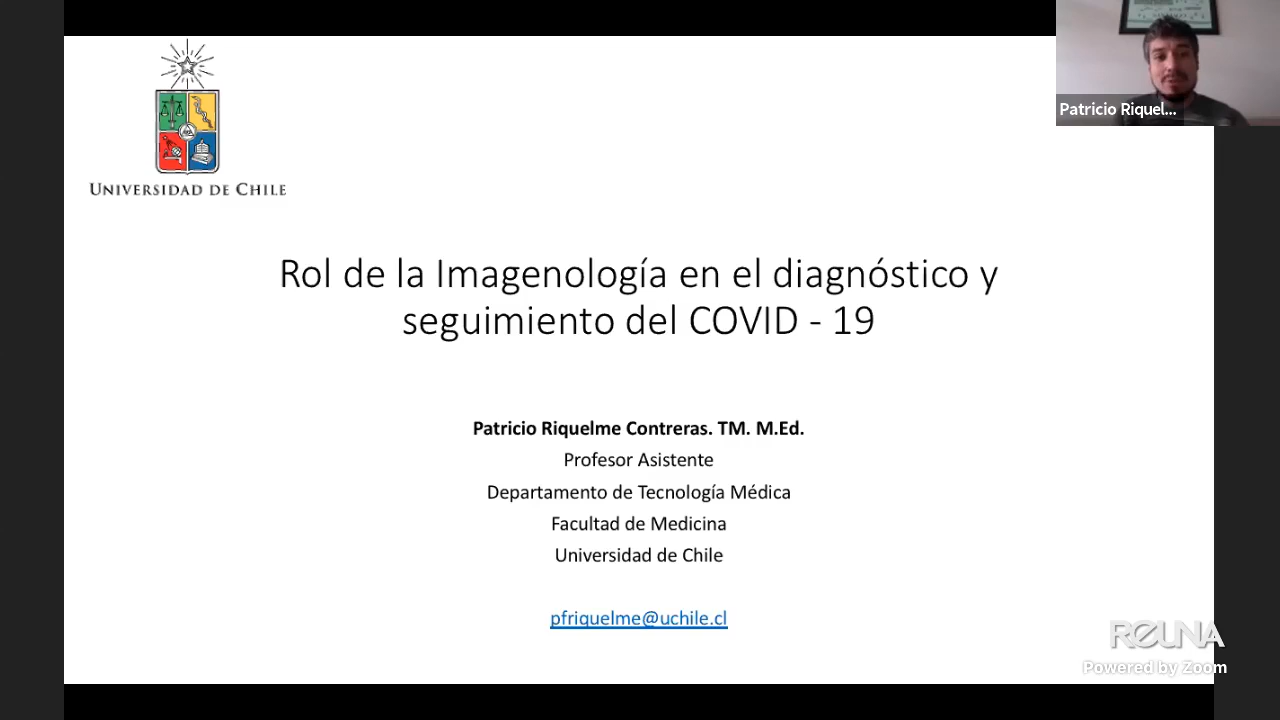 Patricio Riquel...
UNIVERSIDAD DE CHILE
Rol de la Imagenología en el diagnóstico y
seguimiento del COVID - 19
Patricio Riquelme Contreras. TM. M.Ed.
Profesor Asistente
Departamento de Tecnología Médica
Facultad de Medicina
Universidad de Chile
pfriquelme@uchile.cl
REUNA
Powered by Zoom